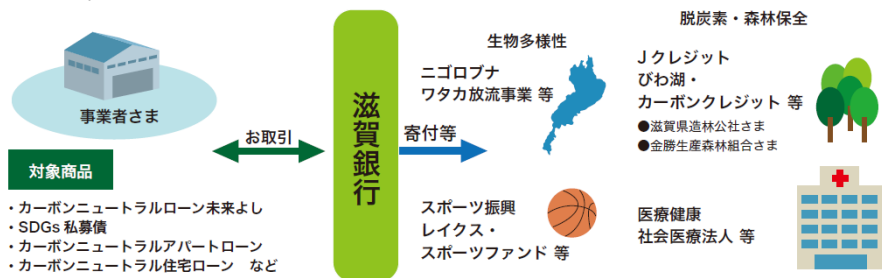 事業者さま
お取引
対象商品
・カーボンニュートラルローン未来よし
・SDGs 私募債
・カーボンニュートラルアパートローン
・カーボンニュートラル住宅ローン　など
滋賀銀行
寄付等
生物多様性
ニゴロブナ
ワタカ放流事業 等
スポーツ振興
レイクス・
スポーツファンド 等
脱炭素・森林保全
Jクレジット
びわ湖・
カーボンクレジット 等
●滋賀県造林公社さま
●金勝生産森林組合さま
医療健康
社会医療法人 等